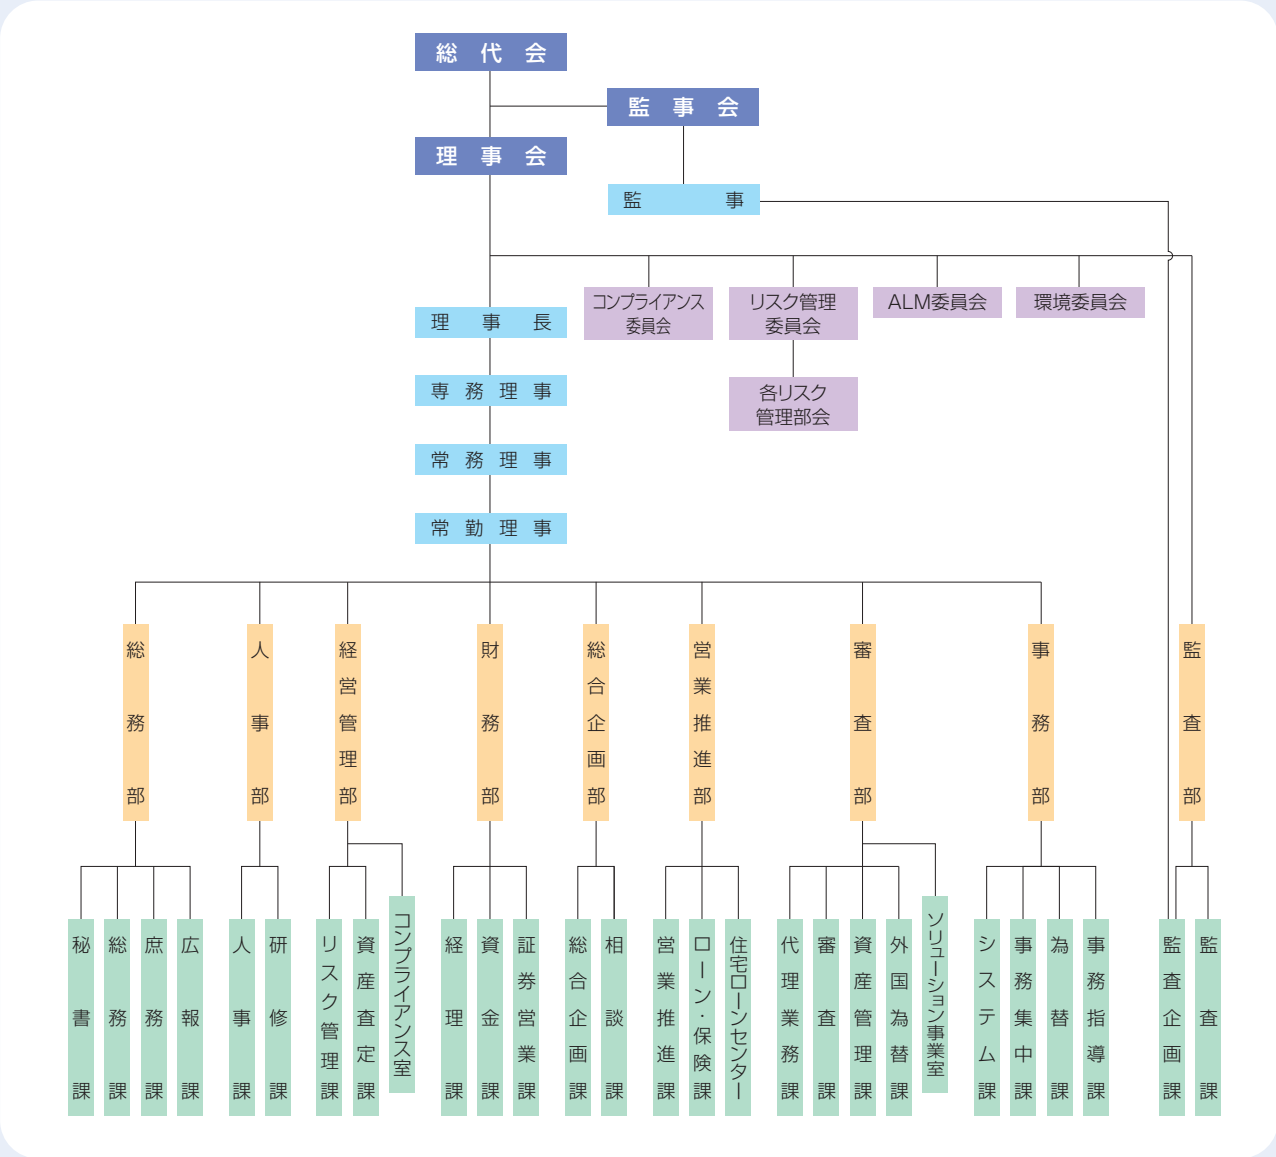 総代会
監事会
理事会
監事
コンプライアンス
委員会
リスク管理
委員会
ALM委員会
環境委員会
理事長
各リスク
管理部会
専務理事
常務理事
常勤理事
総務部
人事部
経営管理部
財務部
総合企画部
営業推進部
審査部
事務部
監査部
秘書課
総務課
庶務課
広報課
人事課
研修課
リスク管理課
資産査定課
コンプライアンス室
経理課
資金課
証券営業課
総合企画課
相談課
営業推進課
ローン・保険課
住宅ローンセンター
代理業務課
審査課
資産管理課
外国為替課
ソリューション事業室
システム課
事務集中課
為替課
事務指導課
監査企画課
監査課